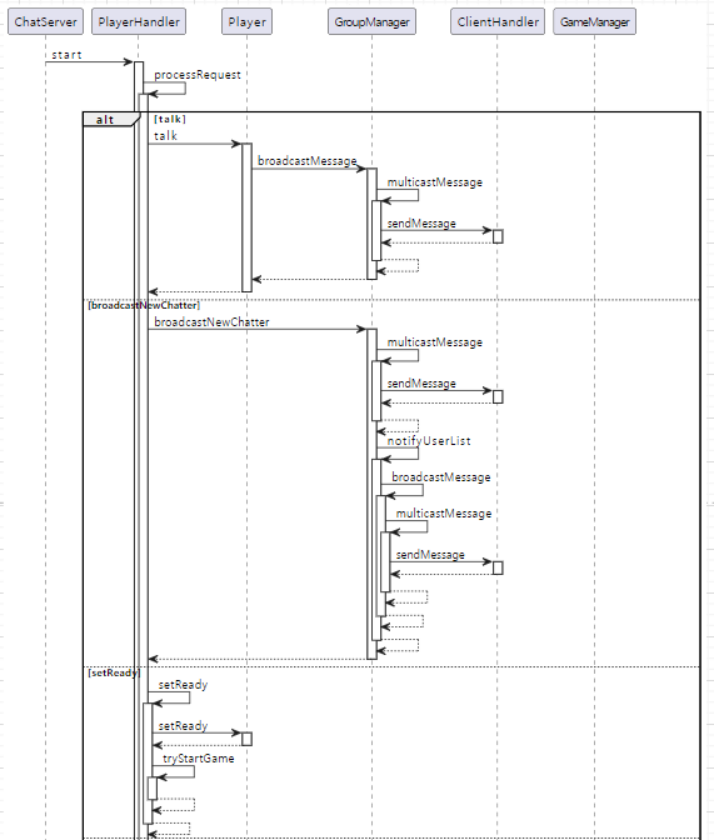 ChatServer PlayerHandler Player GroupManager ClientHandler GameManager
start
processRequest
alt [talk]
talk
broadcastMessage
multicastMessage
sendMessage
[broadcastNewChatter]
broadcastNewChatter
multicastMessage
sendMessage
notifyUserList
broadcastMessage
multicastMessage
sendMessage
[setReady]
setReady
setReady
tryStartGame